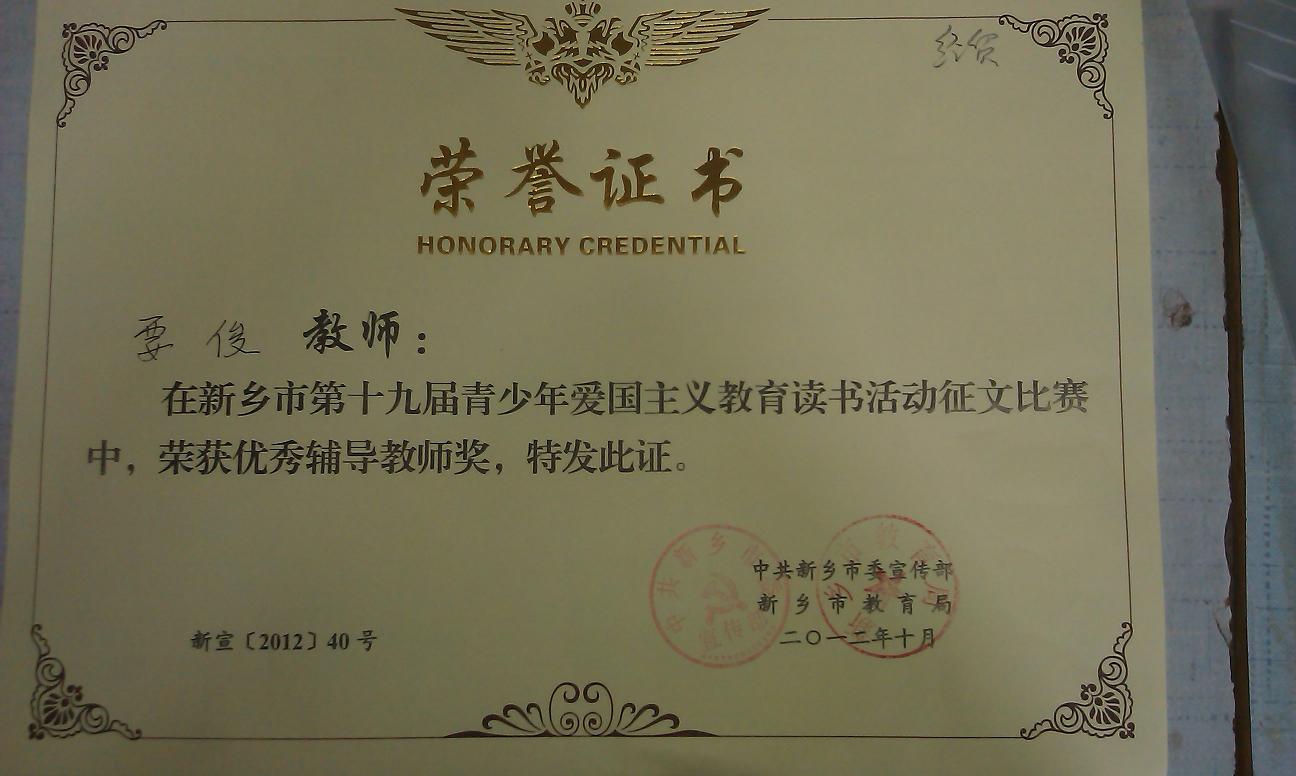 荣誉证书
HONORARY CREDENTIAL
要俊 教师：
在新乡市第十九届青少年爱国主义教育读书活动征文比赛
中，荣获优秀辅导教师奖，特发此证。
中共新乡市委宣传部
新乡市教育局
新宣〔2012〕40号
二〇一二年十月